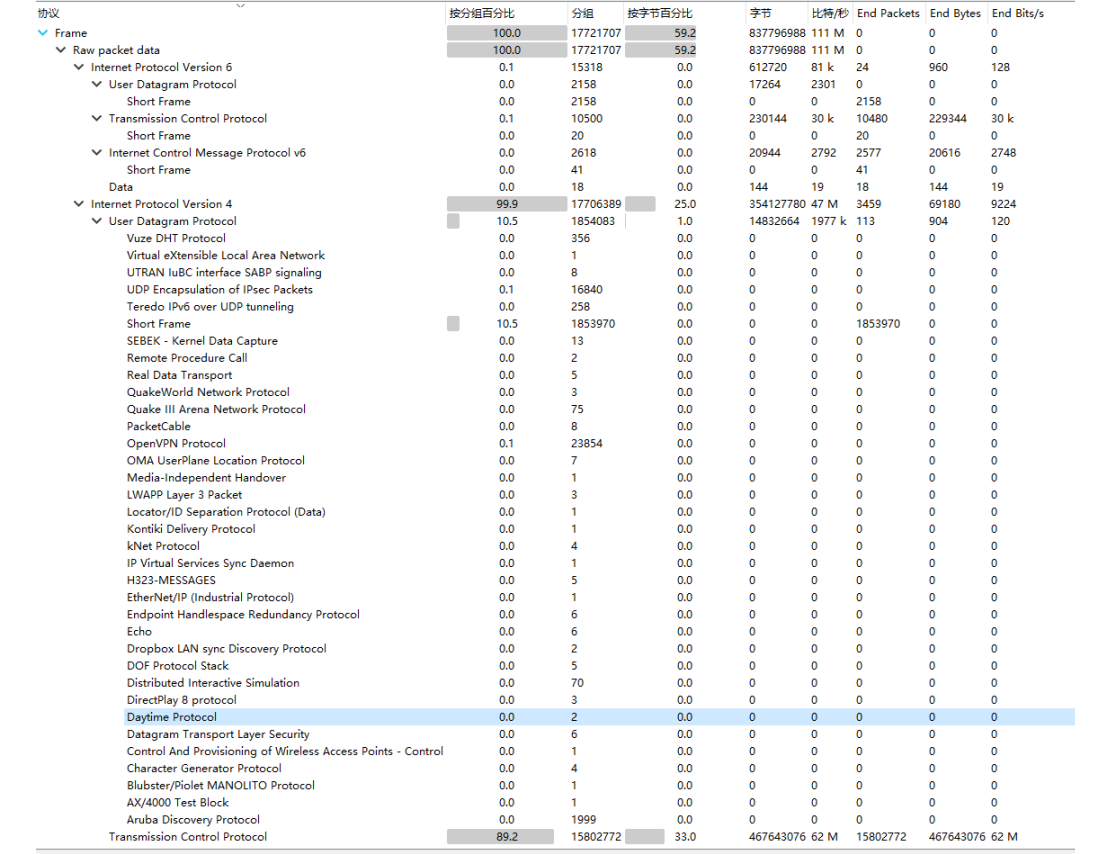 协议 按分组百分比 分组 按字节百分比 字节 比特/秒 End Packets End Bytes End Bits/s
Frame 100.0 17721707 59.2 837796988 111 M 0 0 0
Raw packet data 100.0 17721707 59.2 837796988 111 M 0 0 0
Internet Protocol Version 6 0.1 15318 0.0 612720 81 k 24 960 128
User Datagram Protocol 0.0 2158 0.0 17264 2301 0 0 0
Short Frame 0.0 2158 0.0 0 0 2158 0 0
Transmission Control Protocol 0.1 10500 0.0 230144 30 k 10480 229344 30 k
Short Frame 0.0 20 0.0 0 0 20 0 0
Internet Control Message Protocol v6 0.0 2618 0.0 20944 2792 2577 20616 2748
Short Frame 0.0 41 0.0 0 0 41 0 0
Data 0.0 18 0.0 144 19 18 144 19
Internet Protocol Version 4 99.9 17706389 25.0 354127780 47 M 3459 69180 9224
User Datagram Protocol 10.5 1854083 1.0 14832664 1977 k 113 904 120
Vuze DHT Protocol 0.0 356 0.0 0 0 0 0 0
Virtual eXtensible Local Area Network 0.0 1 0.0 0 0 0 0 0
UTRAN IuBC interface SABP signaling 0.0 8 0.0 0 0 0 0 0
UDP Encapsulation of IPsec Packets 0.1 16840 0.0 0 0 0 0 0
Teredo IPv6 over UDP tunneling 0.0 258 0.0 0 0 0 0 0
Short Frame 10.5 1853970 0.0 0 0 1853970 0 0
SEBEK - Kernel Data Capture 0.0 13 0.0 0 0 0 0 0
Remote Procedure Call 0.0 2 0.0 0 0 0 0 0
Real Data Transport 0.0 5 0.0 0 0 0 0 0
QuakeWorld Network Protocol 0.0 3 0.0 0 0 0 0 0
Quake III Arena Network Protocol 0.0 75 0.0 0 0 0 0 0
PacketCable 0.0 8 0.0 0 0 0 0 0
OpenVPN Protocol 0.1 23854 0.0 0 0 0 0 0
OMA UserPlane Location Protocol 0.0 7 0.0 0 0 0 0 0
Media-Independent Handover 0.0 1 0.0 0 0 0 0 0
LWAPP Layer 3 Packet 0.0 3 0.0 0 0 0 0 0
Locator/ID Separation Protocol (Data) 0.0 1 0.0 0 0 0 0 0
Kontiki Delivery Protocol 0.0 1 0.0 0 0 0 0 0
kNet Protocol 0.0 4 0.0 0 0 0 0 0
IP Virtual Services Sync Daemon 0.0 1 0.0 0 0 0 0 0
H323-MESSAGES 0.0 5 0.0 0 0 0 0 0
EtherNet/IP (Industrial Protocol) 0.0 1 0.0 0 0 0 0 0
Endpoint Handlespace Redundancy Protocol 0.0 6 0.0 0 0 0 0 0
Echo 0.0 6 0.0 0 0 0 0 0
Dropbox LAN sync Discovery Protocol 0.0 2 0.0 0 0 0 0 0
DOF Protocol Stack 0.0 5 0.0 0 0 0 0 0
Distributed Interactive Simulation 0.0 70 0.0 0 0 0 0 0
DirectPlay 8 protocol 0.0 3 0.0 0 0 0 0 0
Daytime Protocol 0.0 2 0.0 0 0 0 0 0
Datagram Transport Layer Security 0.0 6 0.0 0 0 0 0 0
Control And Provisioning of Wireless Access Points - Control 0.0 1 0.0 0 0 0 0 0
Character Generator Protocol 0.0 4 0.0 0 0 0 0 0
Blubster/Piolet MANOLITO Protocol 0.0 1 0.0 0 0 0 0 0
AX/4000 Test Block 0.0 1 0.0 0 0 0 0 0
Aruba Discovery Protocol 0.0 1999 0.0 0 0 0 0 0
Transmission Control Protocol 89.2 15802772 33.0 467643076 62 M 15802772 467643076 62 M